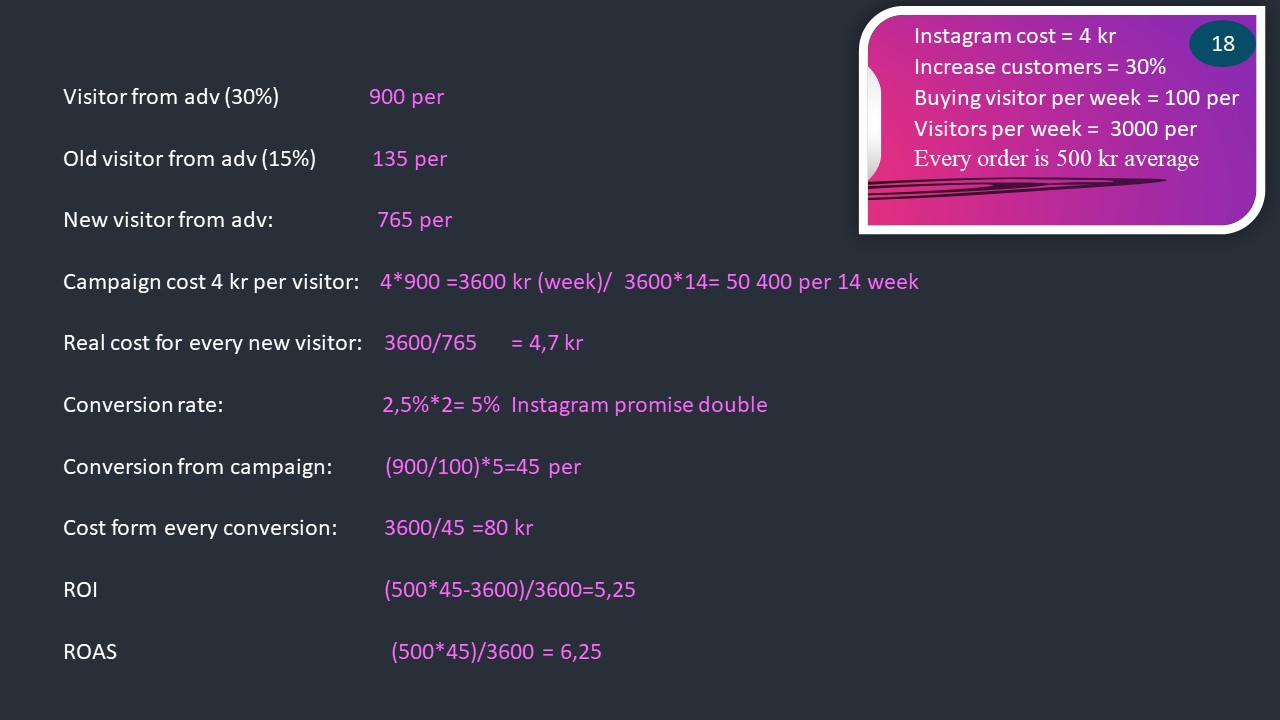 Instagram cost = 4 kr
18
Increase customers = 30%
Buying visitor per week = 100 per
Visitors per week =  3000 per
Every order is 500 kr average
Visitor from adv (30%) 900 per
Old visitor from adv (15%) 135 per
New visitor from adv: 765 per
Campaign cost 4 kr per visitor: 4*900 =3600 kr (week)/ 3600*14= 50 400 per 14 week
Real cost for every new visitor: 3600/765 = 4,7 kr
Conversion rate: 2,5%*2= 5% Instagram promise double
Conversion from campaign: (900/100)*5=45 per
Cost form every conversion: 3600/45 =80 kr
ROI (500*45-3600)/3600=5,25
ROAS (500*45)/3600 = 6,25